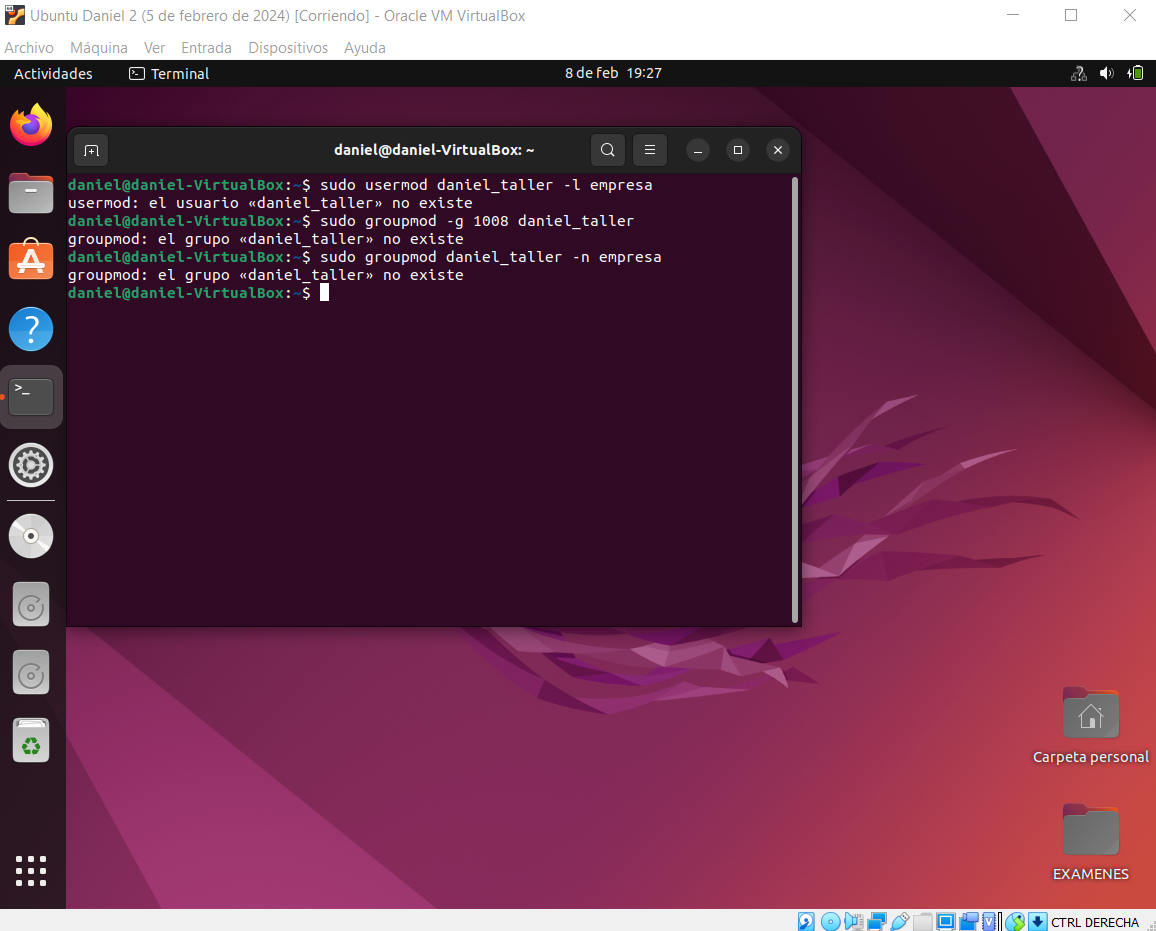 Ubuntu Daniel 2 (5 de febrero de 2024) [Corriendo] - Oracle VM VirtualBox
Archivo Máquina Ver Entrada Dispositivos Ayuda
Actividades Terminal 8 de feb 19:27
daniel@daniel-VirtualBox: ~
daniel@daniel-VirtualBox:~$ sudo usermod daniel_taller -l empresa
usermod: el usuario «daniel_taller» no existe
daniel@daniel-VirtualBox:~$ sudo groupmod -g 1008 daniel_taller
groupmod: el grupo «daniel_taller» no existe
daniel@daniel-VirtualBox:~$ sudo groupmod daniel_taller -n empresa
groupmod: el grupo «daniel_taller» no existe
daniel@daniel-VirtualBox:~$
Carpeta personal
EXAMENES
CTRL DERECHA